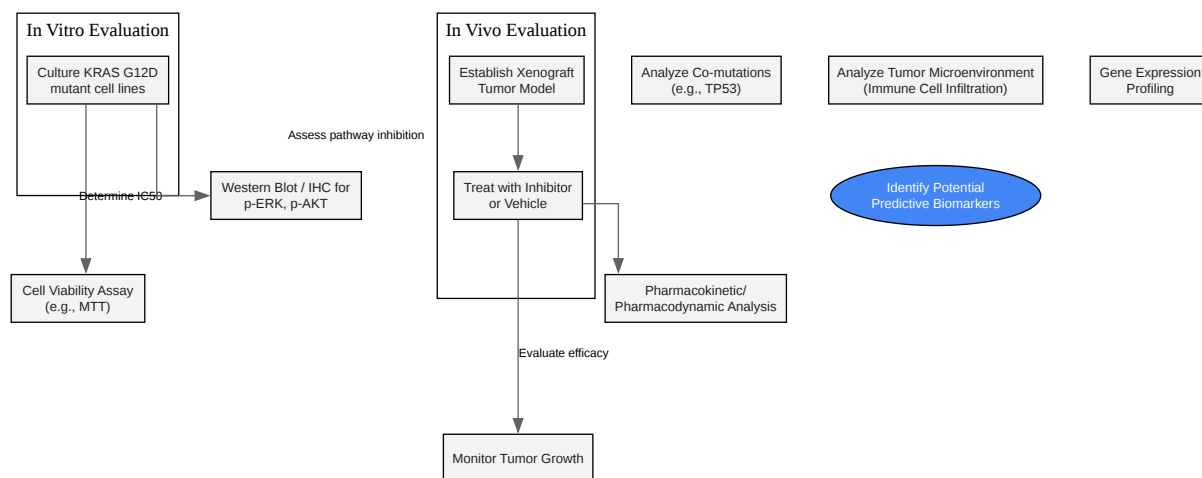 In Vitro Evaluation
Culture KRAS G12D
mutant cell lines
Determine IC50
Cell Viability Assay
(e.g., MTT)
Assess pathway inhibition
Western Blot / IHC for
p-ERK, p-AKT
In Vivo Evaluation
Establish Xenograft
Tumor Model
Treat with Inhibitor
or Vehicle
Pharmacokinetic/
Pharmacodynamic Analysis
Evaluate efficacy
Monitor Tumor Growth
Analyze Co-mutations
(e.g., TP53)
Analyze Tumor Microenvironment
(Immune Cell Infiltration)
Gene Expression
Profiling
Identify Potential
Predictive Biomarkers